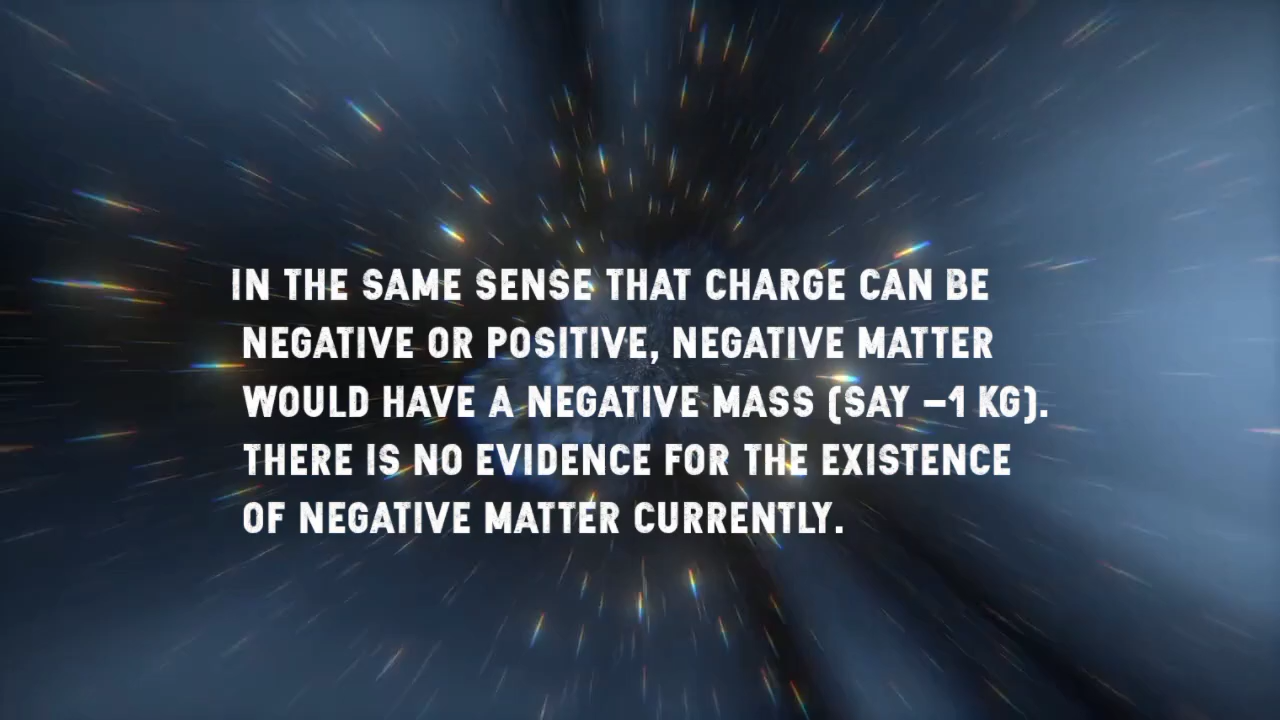 IN THE SAME SENSE THAT CHARGE CAN BE
NEGATIVE OR POSITIVE, NEGATIVE MATTER
WOULD HAVE A NEGATIVE MASS (SAY –1 KG).
THERE IS NO EVIDENCE FOR THE EXISTENCE
OF NEGATIVE MATTER CURRENTLY.